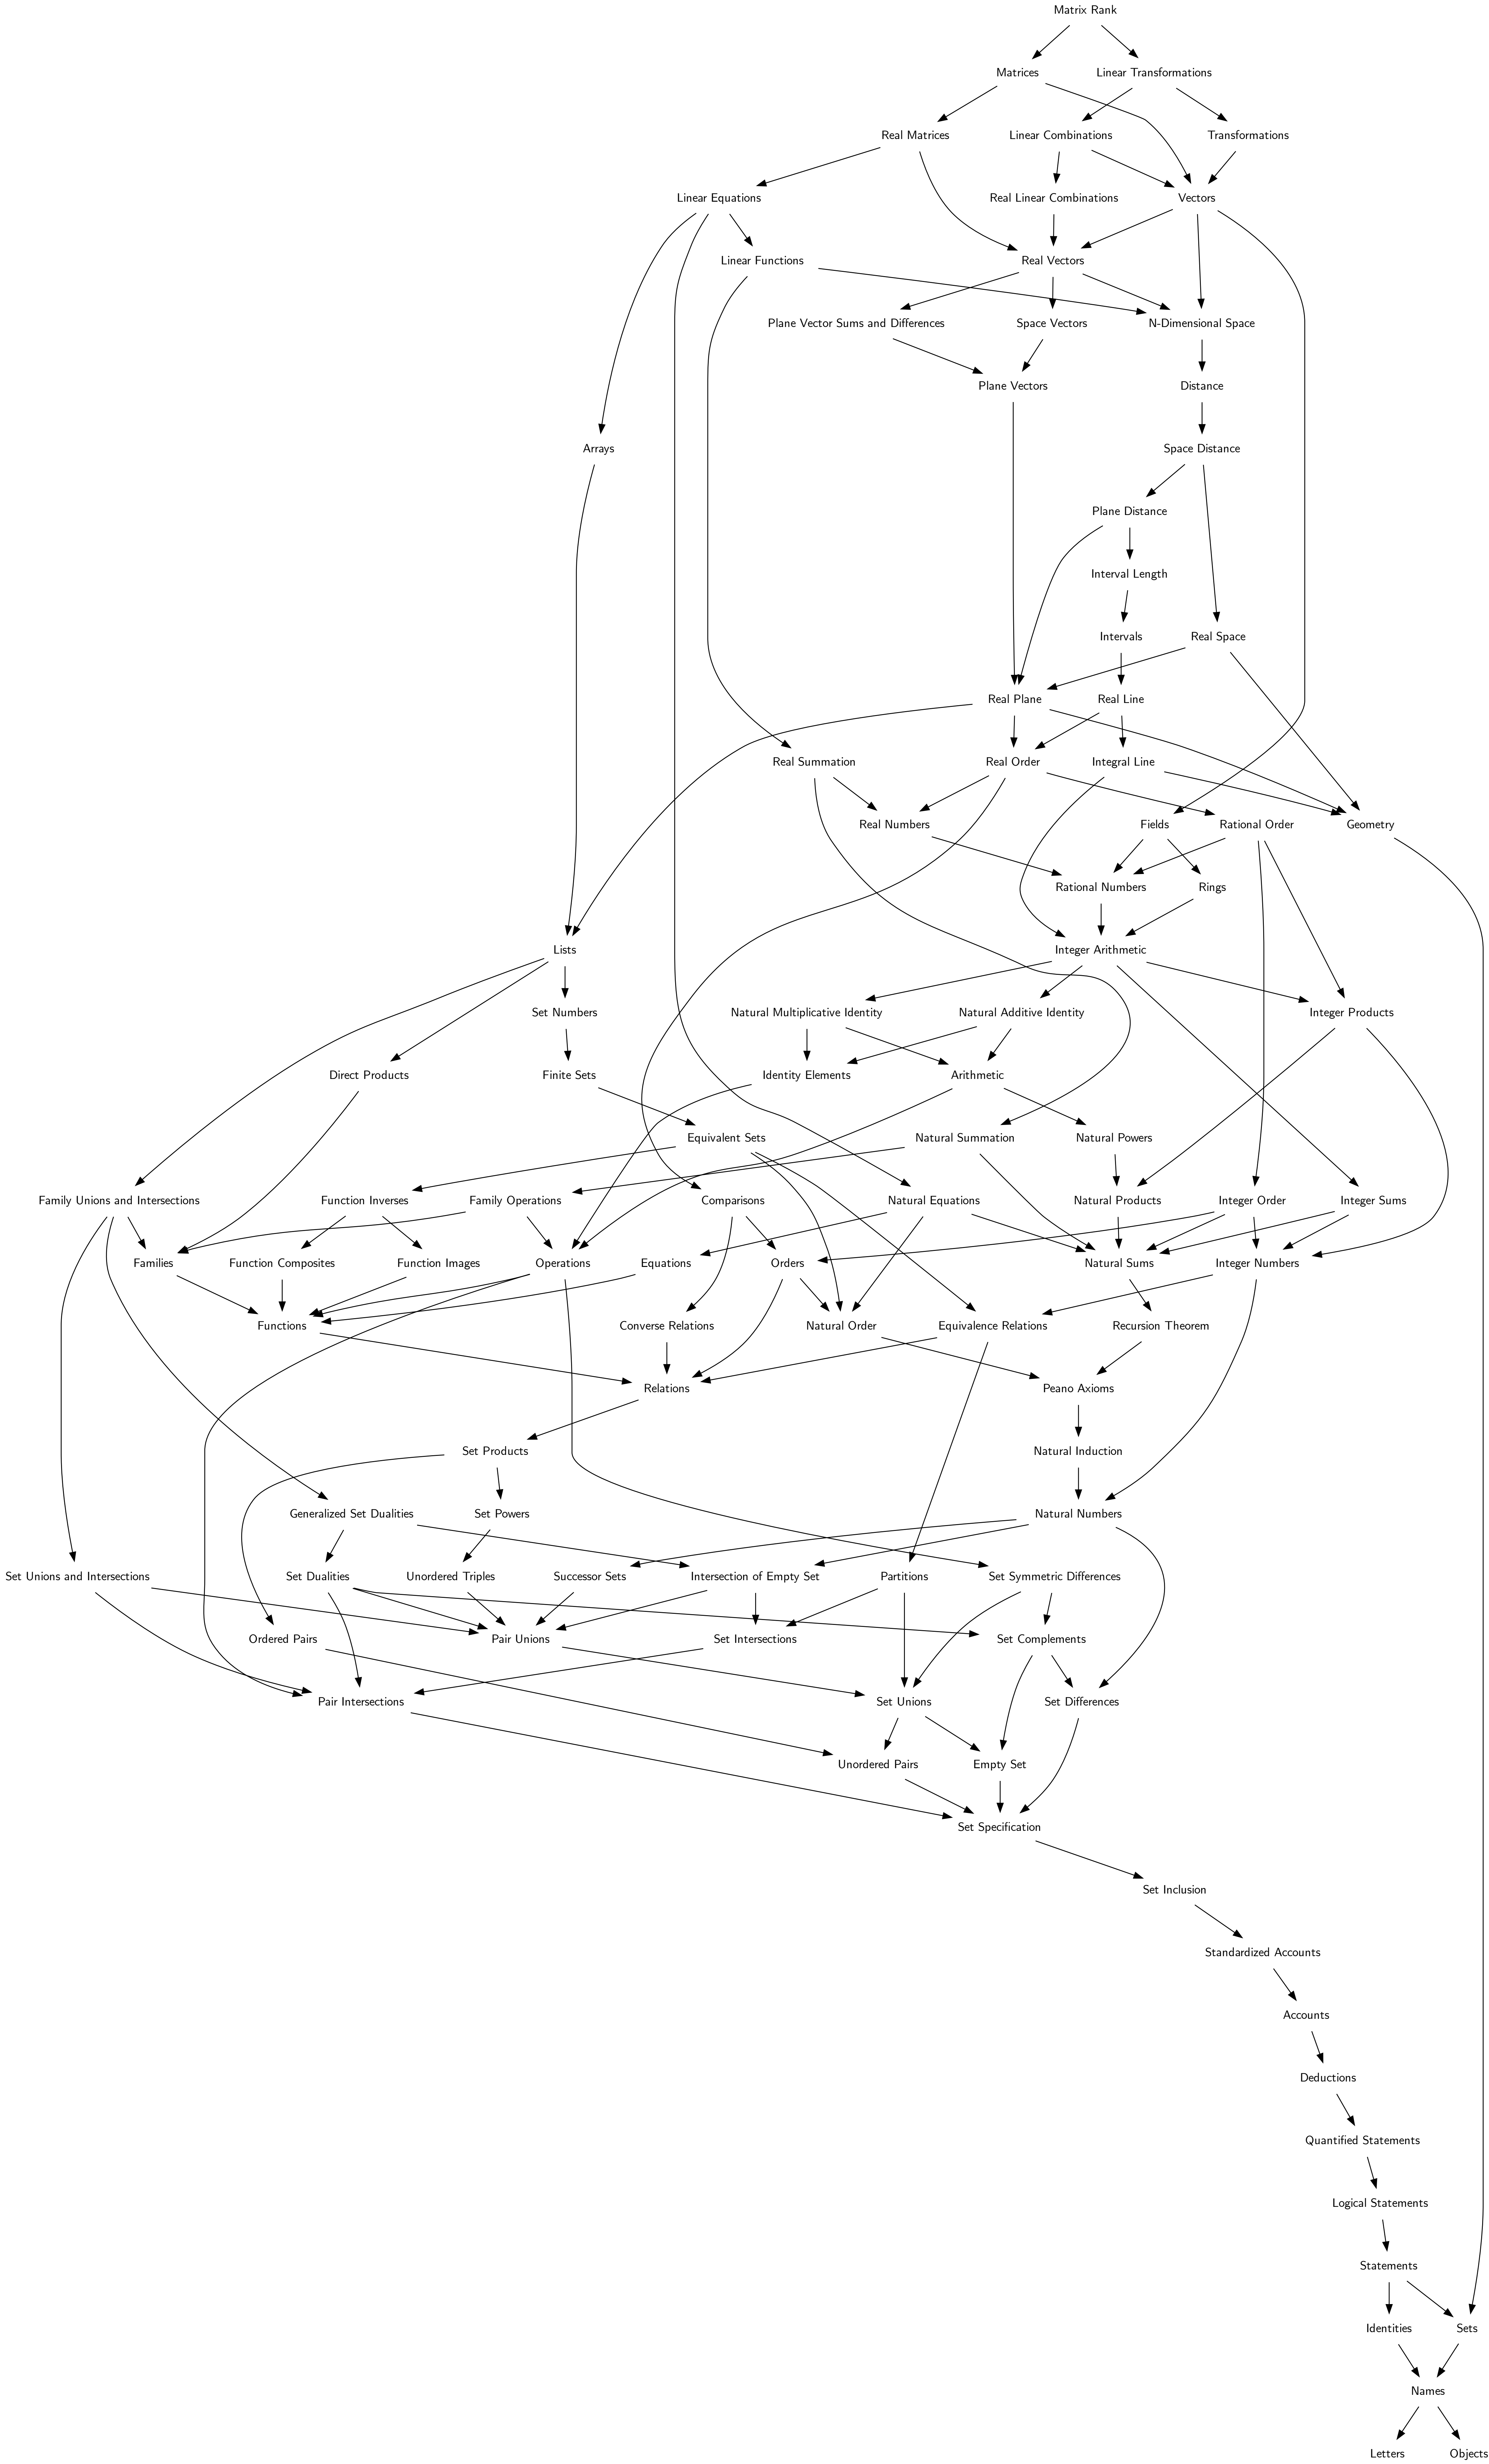 Matrix Rank
Matrices
Linear Transformations
Real Matrices
Linear Combinations
Transformations
Linear Equations
Real Linear Combinations
Vectors
Linear Functions
Real Vectors
Plane Vector Sums and Differences
Space Vectors
N-Dimensional Space
Plane Vectors
Distance
Arrays
Space Distance
Plane Distance
Interval Length
Intervals
Real Space
Real Plane
Real Line
Real Summation
Real Order
Integral Line
Real Numbers
Fields
Rational Order
Geometry
Rational Numbers
Rings
Lists
Integer Arithmetic
Set Numbers
Natural Multiplicative Identity
Natural Additive Identity
Integer Products
Direct Products
Finite Sets
Identity Elements
Arithmetic
Equivalent Sets
Natural Summation
Natural Powers
Family Unions and Intersections
Function Inverses
Family Operations
Comparisons
Natural Equations
Natural Products
Integer Order
Integer Sums
Families
Function Composites
Function Images
Operations
Equations
Orders
Natural Sums
Integer Numbers
Functions
Converse Relations
Natural Order
Equivalence Relations
Recursion Theorem
Relations
Peano Axioms
Set Products
Natural Induction
Generalized Set Dualities
Set Powers
Natural Numbers
Set Unions and Intersections
Set Dualities
Unordered Triples
Successor Sets
Intersection of Empty Set
Partitions
Set Symmetric Differences
Ordered Pairs
Pair Unions
Set Intersections
Set Complements
Pair Intersections
Set Unions
Set Differences
Unordered Pairs
Empty Set
Set Specification
Set Inclusion
Standardized Accounts
Accounts
Deductions
Quantified Statements
Logical Statements
Statements
Identities
Sets
Names
Letters
Objects